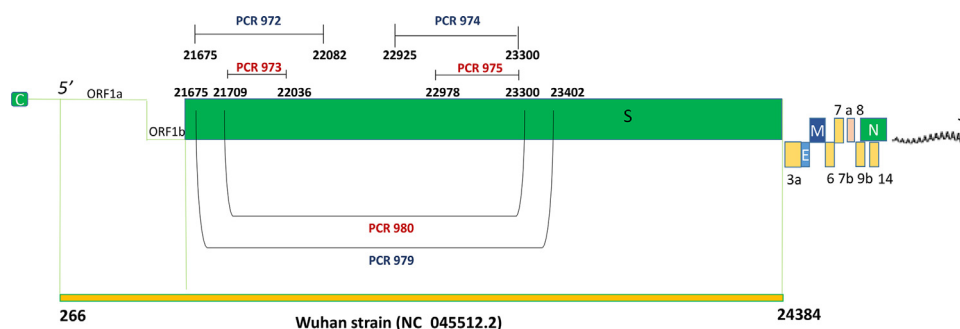 PCR 972 PCR 974
21675 22082 22925 23300
PCR 973 PCR 975
5' ORF1a 21675 21709 22036 22978 23300 23402
C
S
ORF1b
7 a 8
M N
E
3a 6 7b 9b 14
PCR 980
PCR 979
266 24384
Wuhan strain (NC_045512.2)